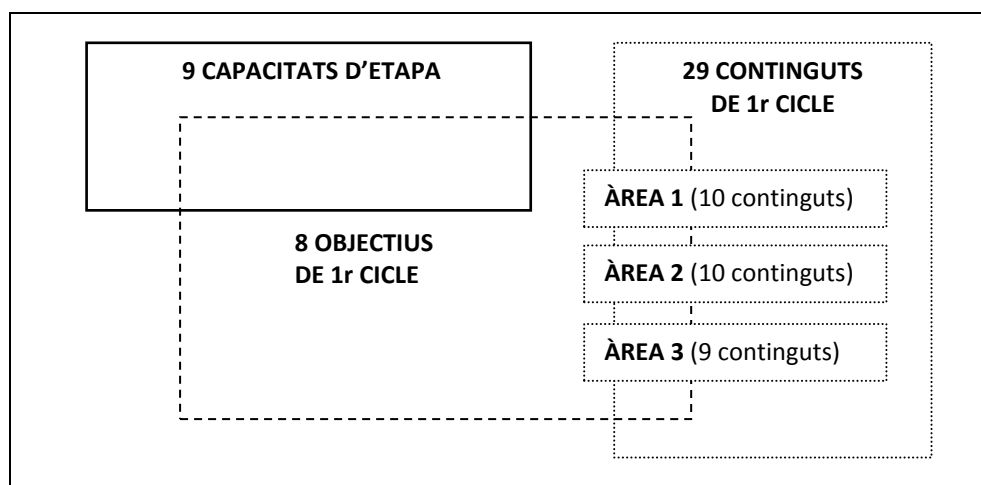 9 CAPACITATS D’ETAPA
29 CONTINGUTS
DE 1r CICLE
ÀREA 1 (10 continguts)
8 OBJECTIUS
DE 1r CICLE
ÀREA 2 (10 continguts)
ÀREA 3 (9 continguts)